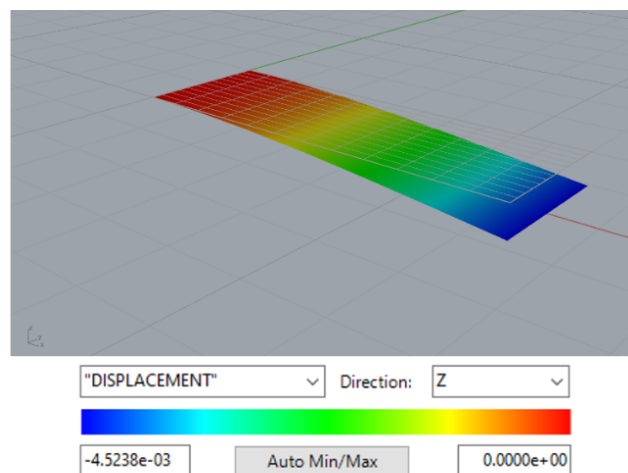 "DISPLACEMENT" Direction: Z
-4.5238e-03 Auto Min/Max 0.0000e+00